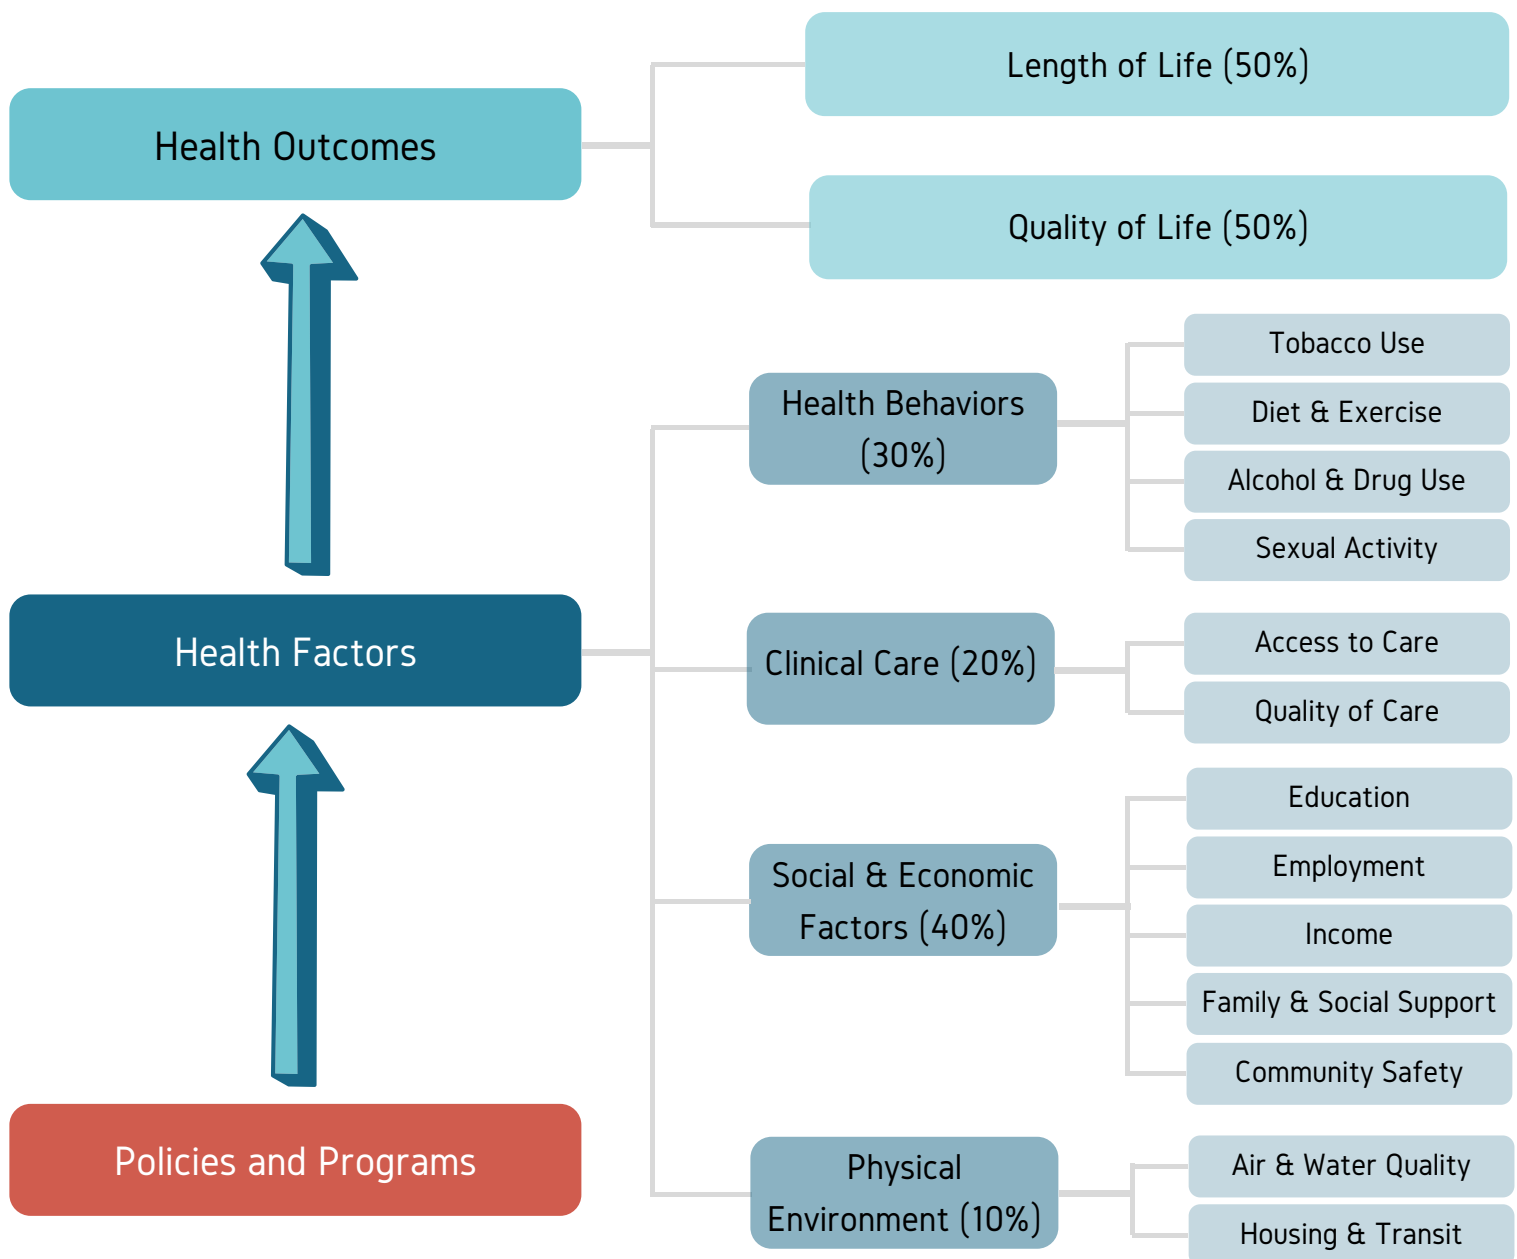 Length of Life (50%)
Health Outcomes
Quality of Life (50%)
Tobacco Use
Health Behaviors
(30%)
Diet & Exercise
Alcohol & Drug Use
Sexual Activity
Health Factors
Clinical Care (20%)
Access to Care
Quality of Care
Social & Economic
Factors (40%)
Education
Employment
Income
Family & Social Support
Community Safety
Policies and Programs
Physical
Environment (10%)
Air & Water Quality
Housing & Transit